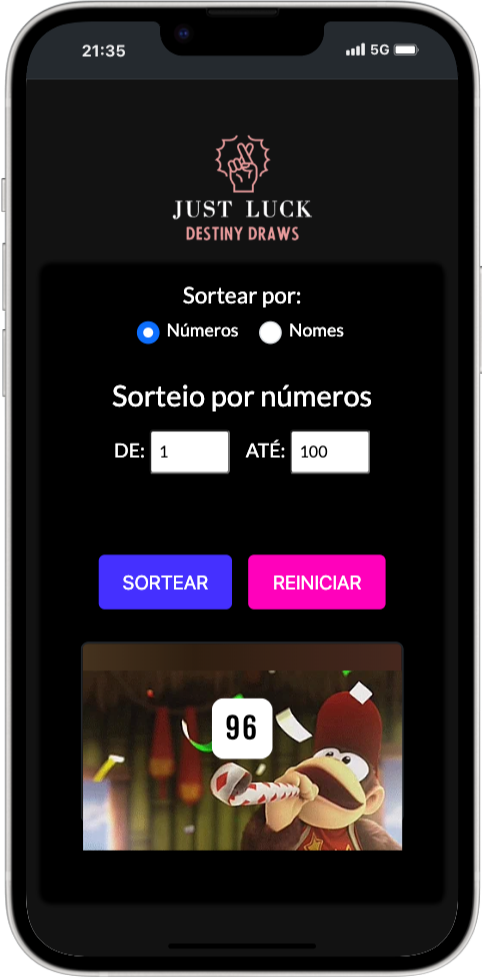 21:35 5G
JUST LUCK
DESTINY DRAWS
Sortear por:
Números Nomes
Sorteio por números
DE: 1 ATÉ: 100
SORTEAR REINICIAR
96